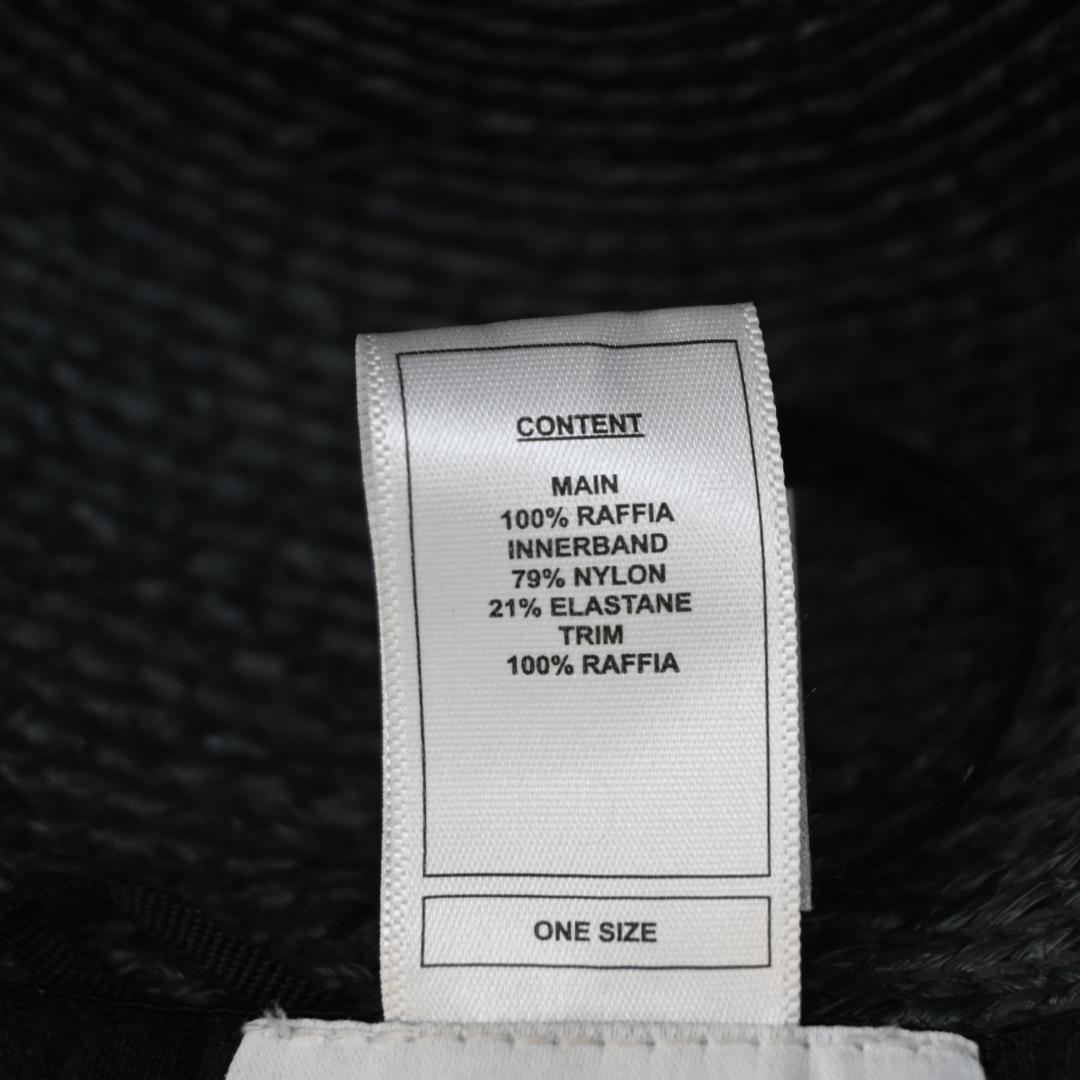 CONTENT
MAIN
100% RAFFIA
INNERBAND
79% NYLON
21% ELASTANE
TRIM
100% RAFFIA
ONE SIZE